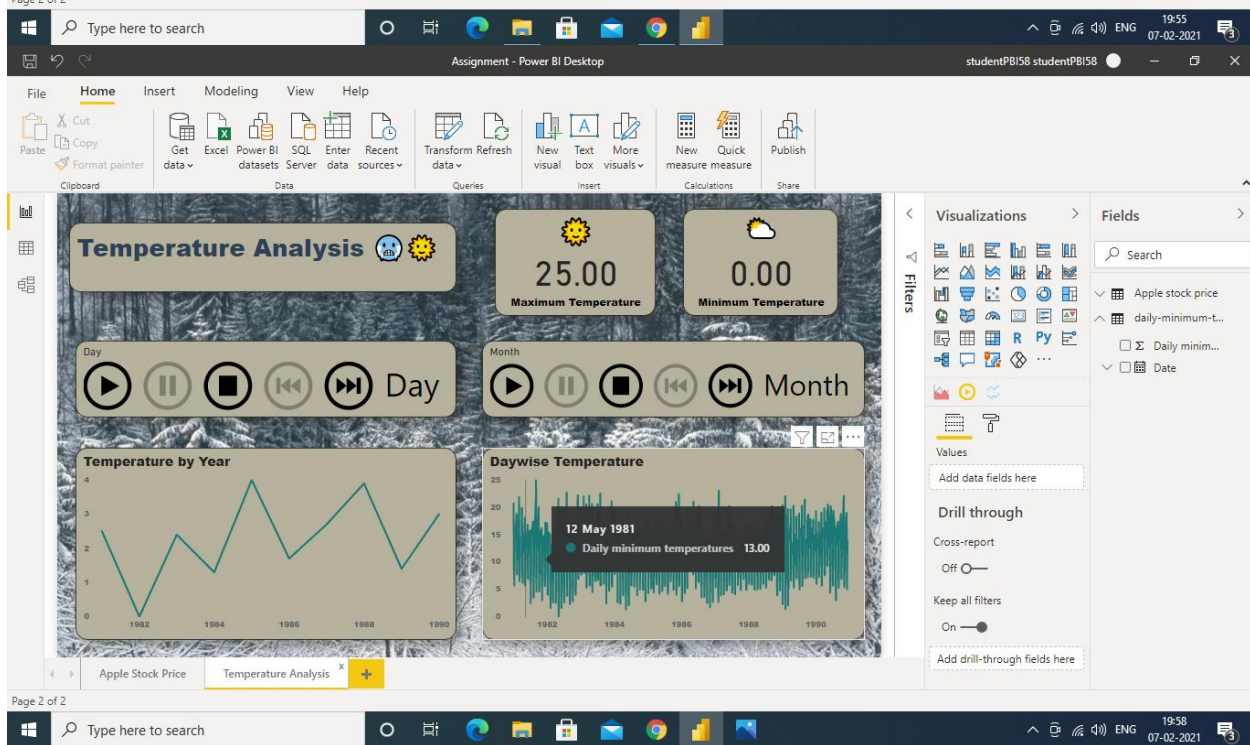 Page 2 of 2
Type here to search
ENG
19:55
07-02-2021
3
Assignment - Power BI Desktop
studentPBI58 studentPBI58
File Home Insert Modeling View Help
Paste
Cut
Copy
Format painter
Clipboard
Get data
Excel
Power BI datasets
SQL Server
Enter data
Recent sources
Data
Transform data
Refresh
Queries
New visual
Text box
More visuals
Insert
New measure
Quick measure
Calculations
Publish
Share
Temperature Analysis
25.00
Maximum Temperature
0.00
Minimum Temperature
Day
Day
Month
Month
Temperature by Year
4
3
2
1
0
1982 1984 1986 1988 1990
Daywise Temperature
25
20
15
10
5
0
1982 1984 1986 1988 1990
12 May 1981
Daily minimum temperatures 13.00
Filters
Visualizations
R Py
Values
Add data fields here
Drill through
Cross-report
Off
Keep all filters
On
Add drill-through fields here
Fields
Search
Apple stock price
daily-minimum-t...
Σ Daily minim...
Date
Apple Stock Price
Temperature Analysis x
+
Page 2 of 2
Type here to search
ENG
19:58
07-02-2021
3